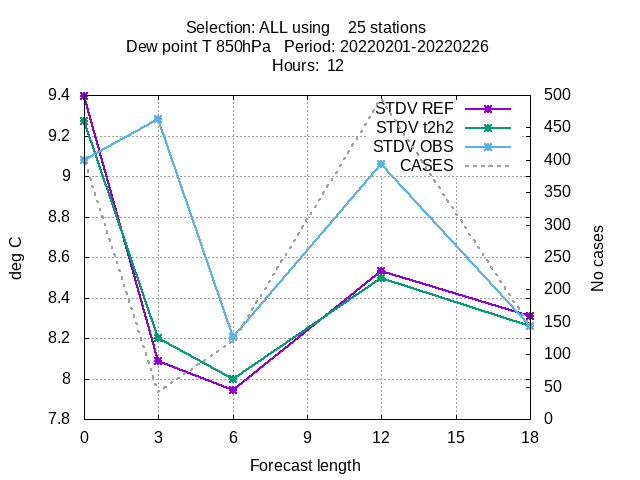 Selection: ALL using    25 stations
Dew point T 850hPa   Period: 20220201-20220226
Hours:  12
9.4
9.2
9
8.8
8.6
8.4
8.2
8
7.8
deg C
500
450
400
350
300
250
200
150
100
50
0
No cases
STDV REF
STDV t2h2
STDV OBS
CASES
0 3 6 9 12 15 18
Forecast length